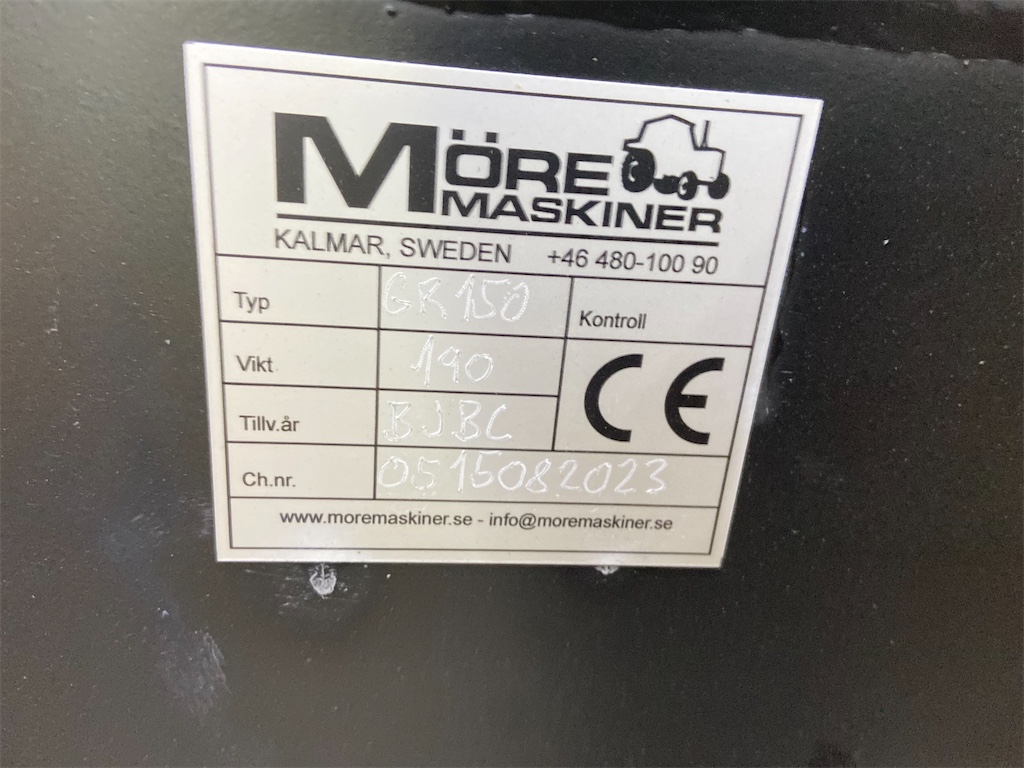 MÖRE
MASKINER
KALMAR, SWEDEN +46 480-100 90
Typ GR150
Kontroll
Vikt 190
CE
Tillv.år BJBC
Ch.nr. 0515082023
www.moremaskiner.se - info@moremaskiner.se